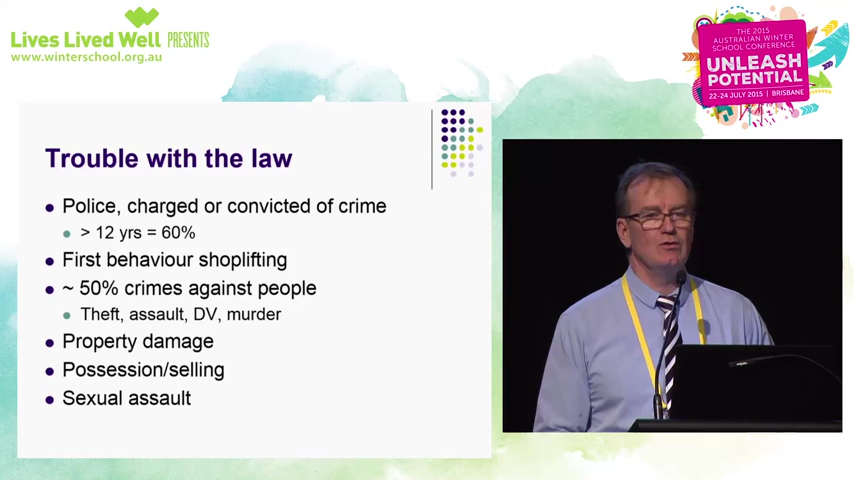 Lives Lived Well PRESENTS
www.winterschool.org.au
THE 2015
AUSTRALIAN WINTER
SCHOOL CONFERENCE
UNLEASH
POTENTIAL
22-24 JULY 2015 | BRISBANE
Trouble with the law
Police, charged or convicted of crime
> 12 yrs = 60%
First behaviour shoplifting
~ 50% crimes against people
Theft, assault, DV, murder
Property damage
Possession/selling
Sexual assault